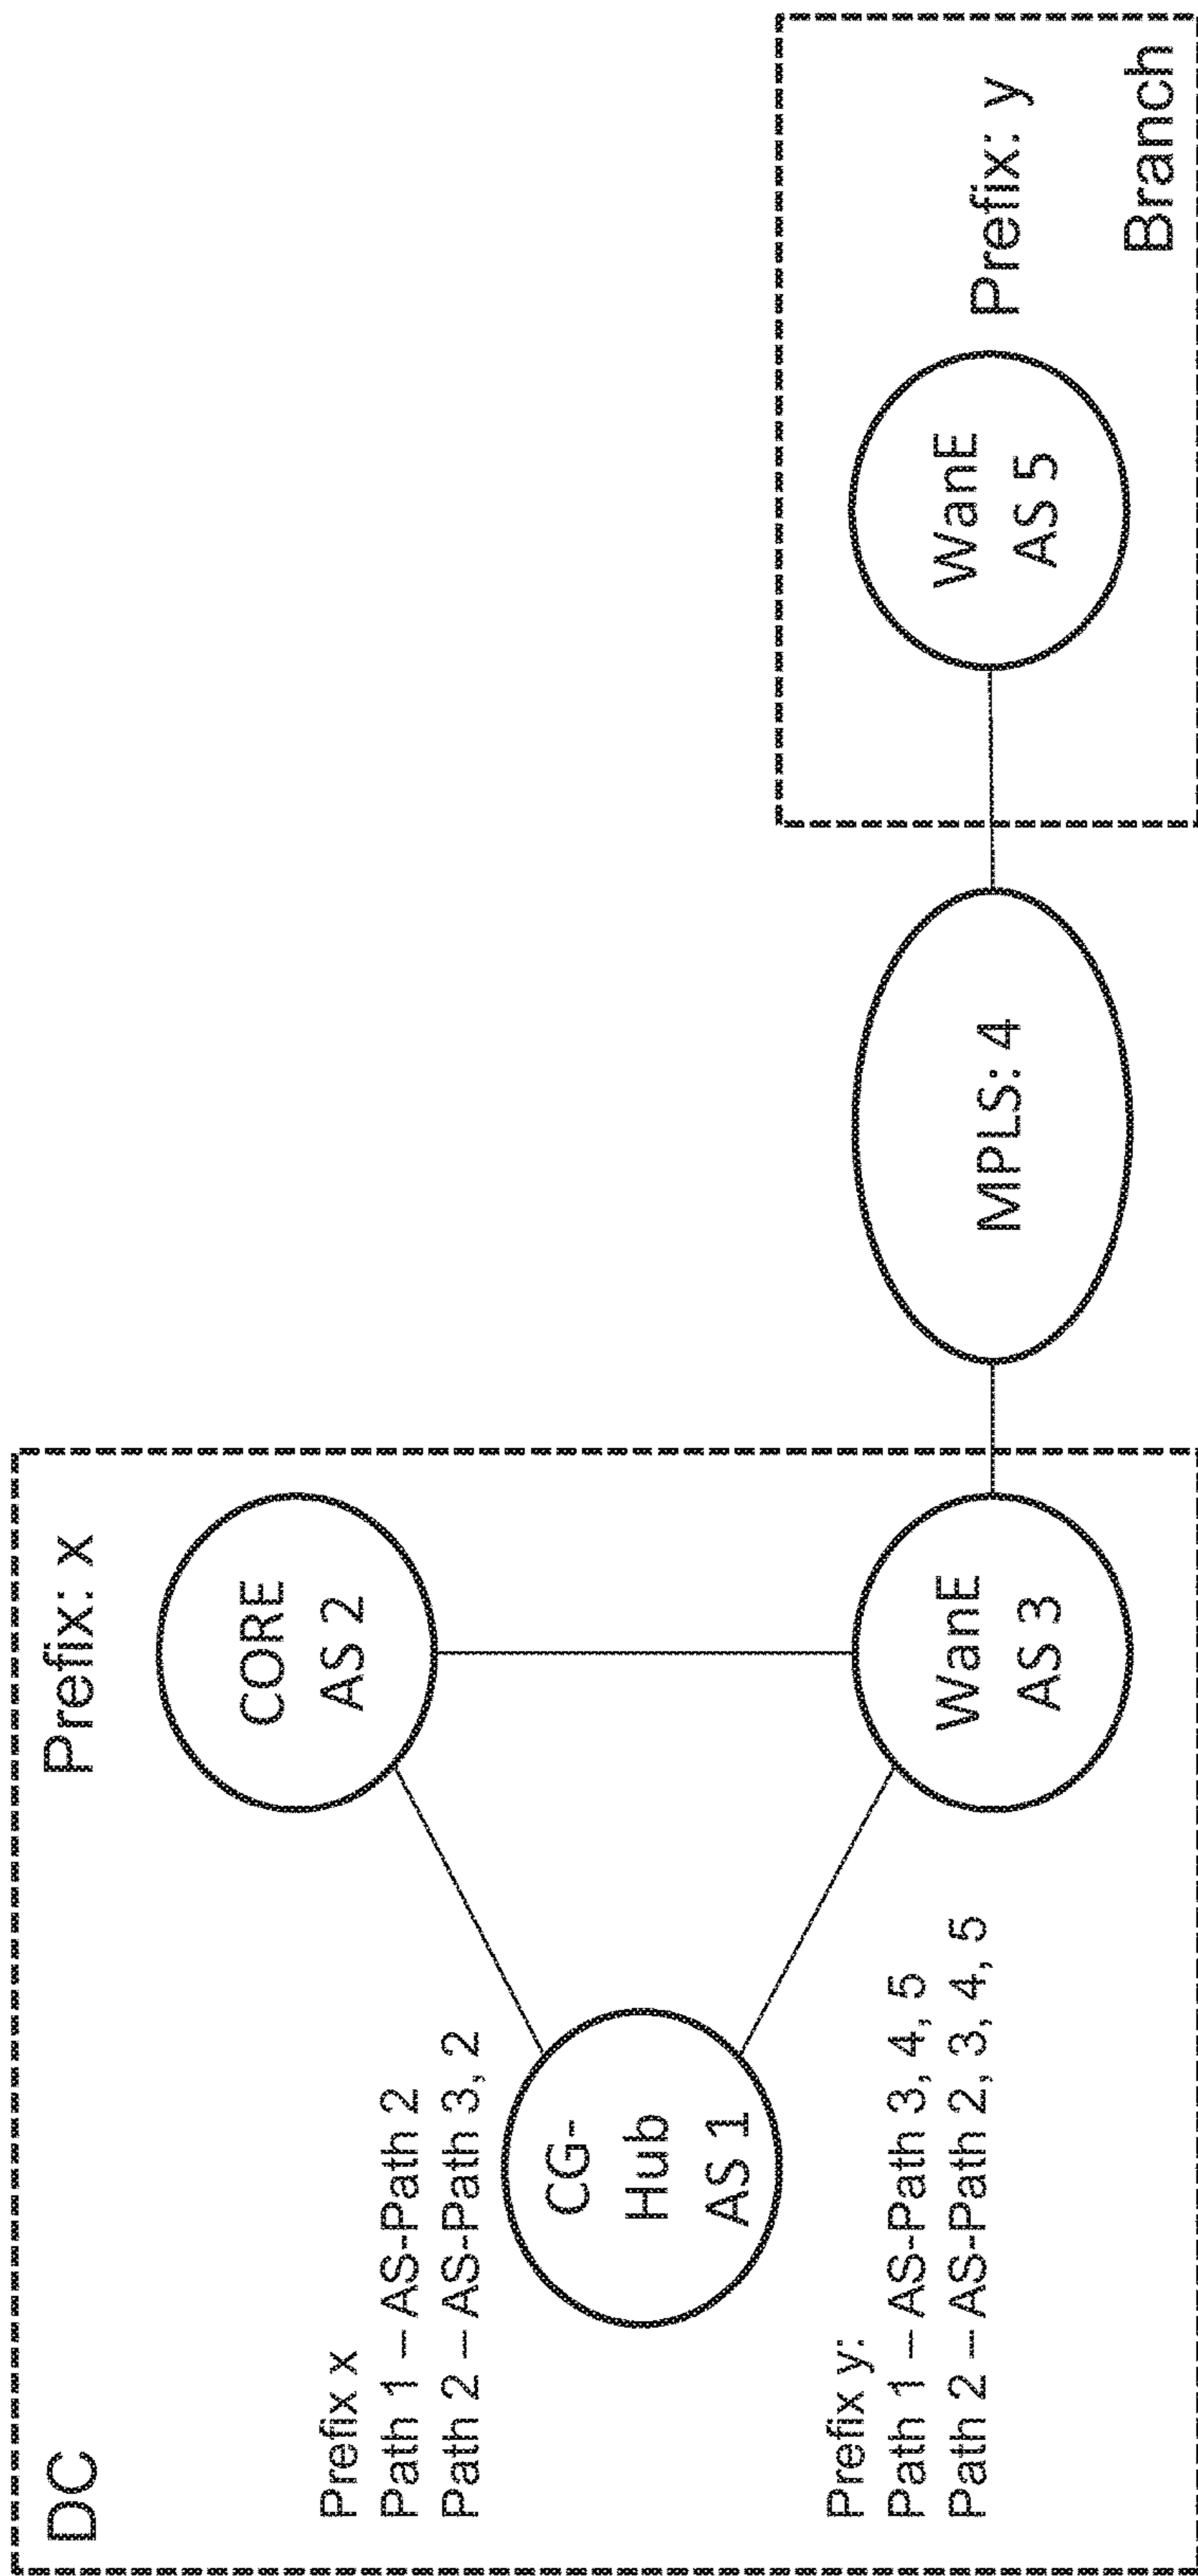 DC
Prefix: x
Prefix x
Path 1 – AS-Path 2
Path 2 – AS-Path 3, 2
CORE
AS 2
CG-
Hub
AS 1
Prefix y:
Path 1 – AS-Path 3, 4, 5
Path 2 – AS-Path 2, 3, 4, 5
WanE
AS 3
MPLS: 4
WanE
AS 5
Prefix: y
Branch